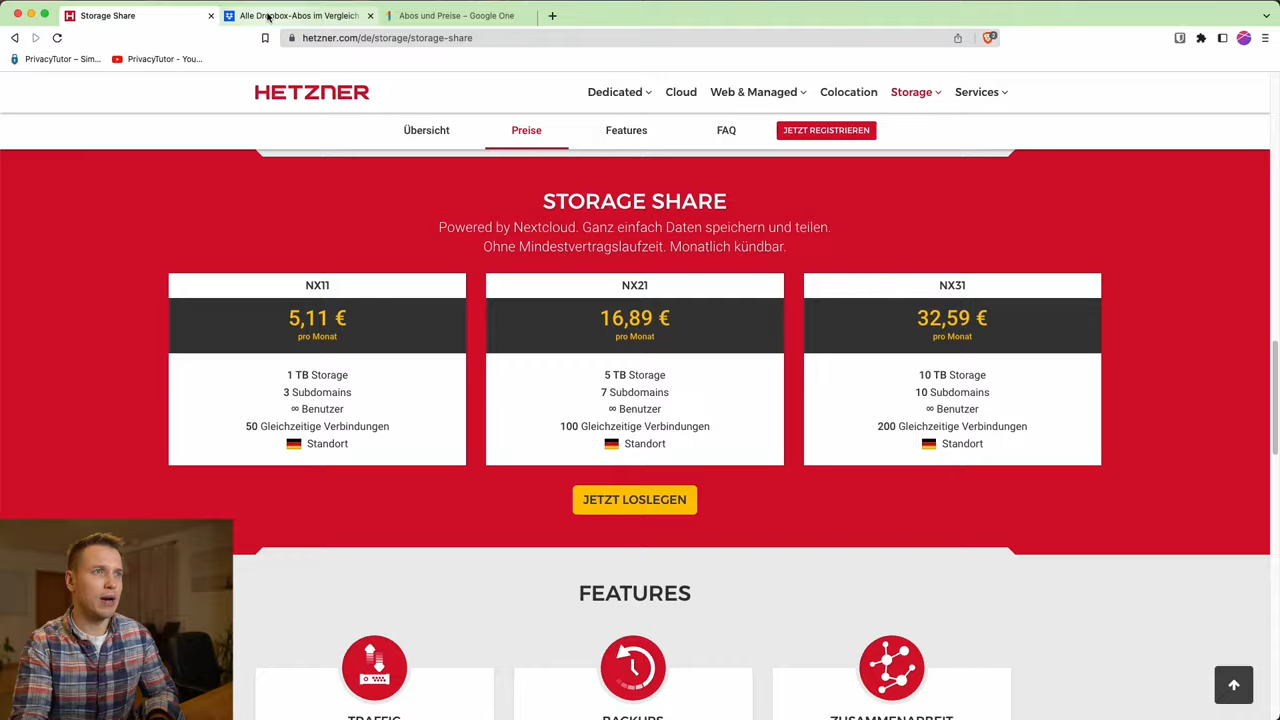 Storage Share
Alle Dropbox-Abos im Vergleich
Abos und Preise – Google One
hetzner.com/de/storage/storage-share
2
PrivacyTutor – Sim...
PrivacyTutor - You...
HETZNER
Dedicated
Cloud
Web & Managed
Colocation
Storage
Services
Übersicht
Preise
Features
FAQ
JETZT REGISTRIEREN
STORAGE SHARE
Powered by Nextcloud. Ganz einfach Daten speichern und teilen.
Ohne Mindestvertragslaufzeit. Monatlich kündbar.
NX11
5,11 €
pro Monat
1 TB Storage
3 Subdomains
∞ Benutzer
50 Gleichzeitige Verbindungen
Standort
NX21
16,89 €
pro Monat
5 TB Storage
7 Subdomains
∞ Benutzer
100 Gleichzeitige Verbindungen
Standort
NX31
32,59 €
pro Monat
10 TB Storage
10 Subdomains
∞ Benutzer
200 Gleichzeitige Verbindungen
Standort
JETZT LOSLEGEN
FEATURES
TRAFFIC
BACKUPS
ZUSAMMENARBEIT